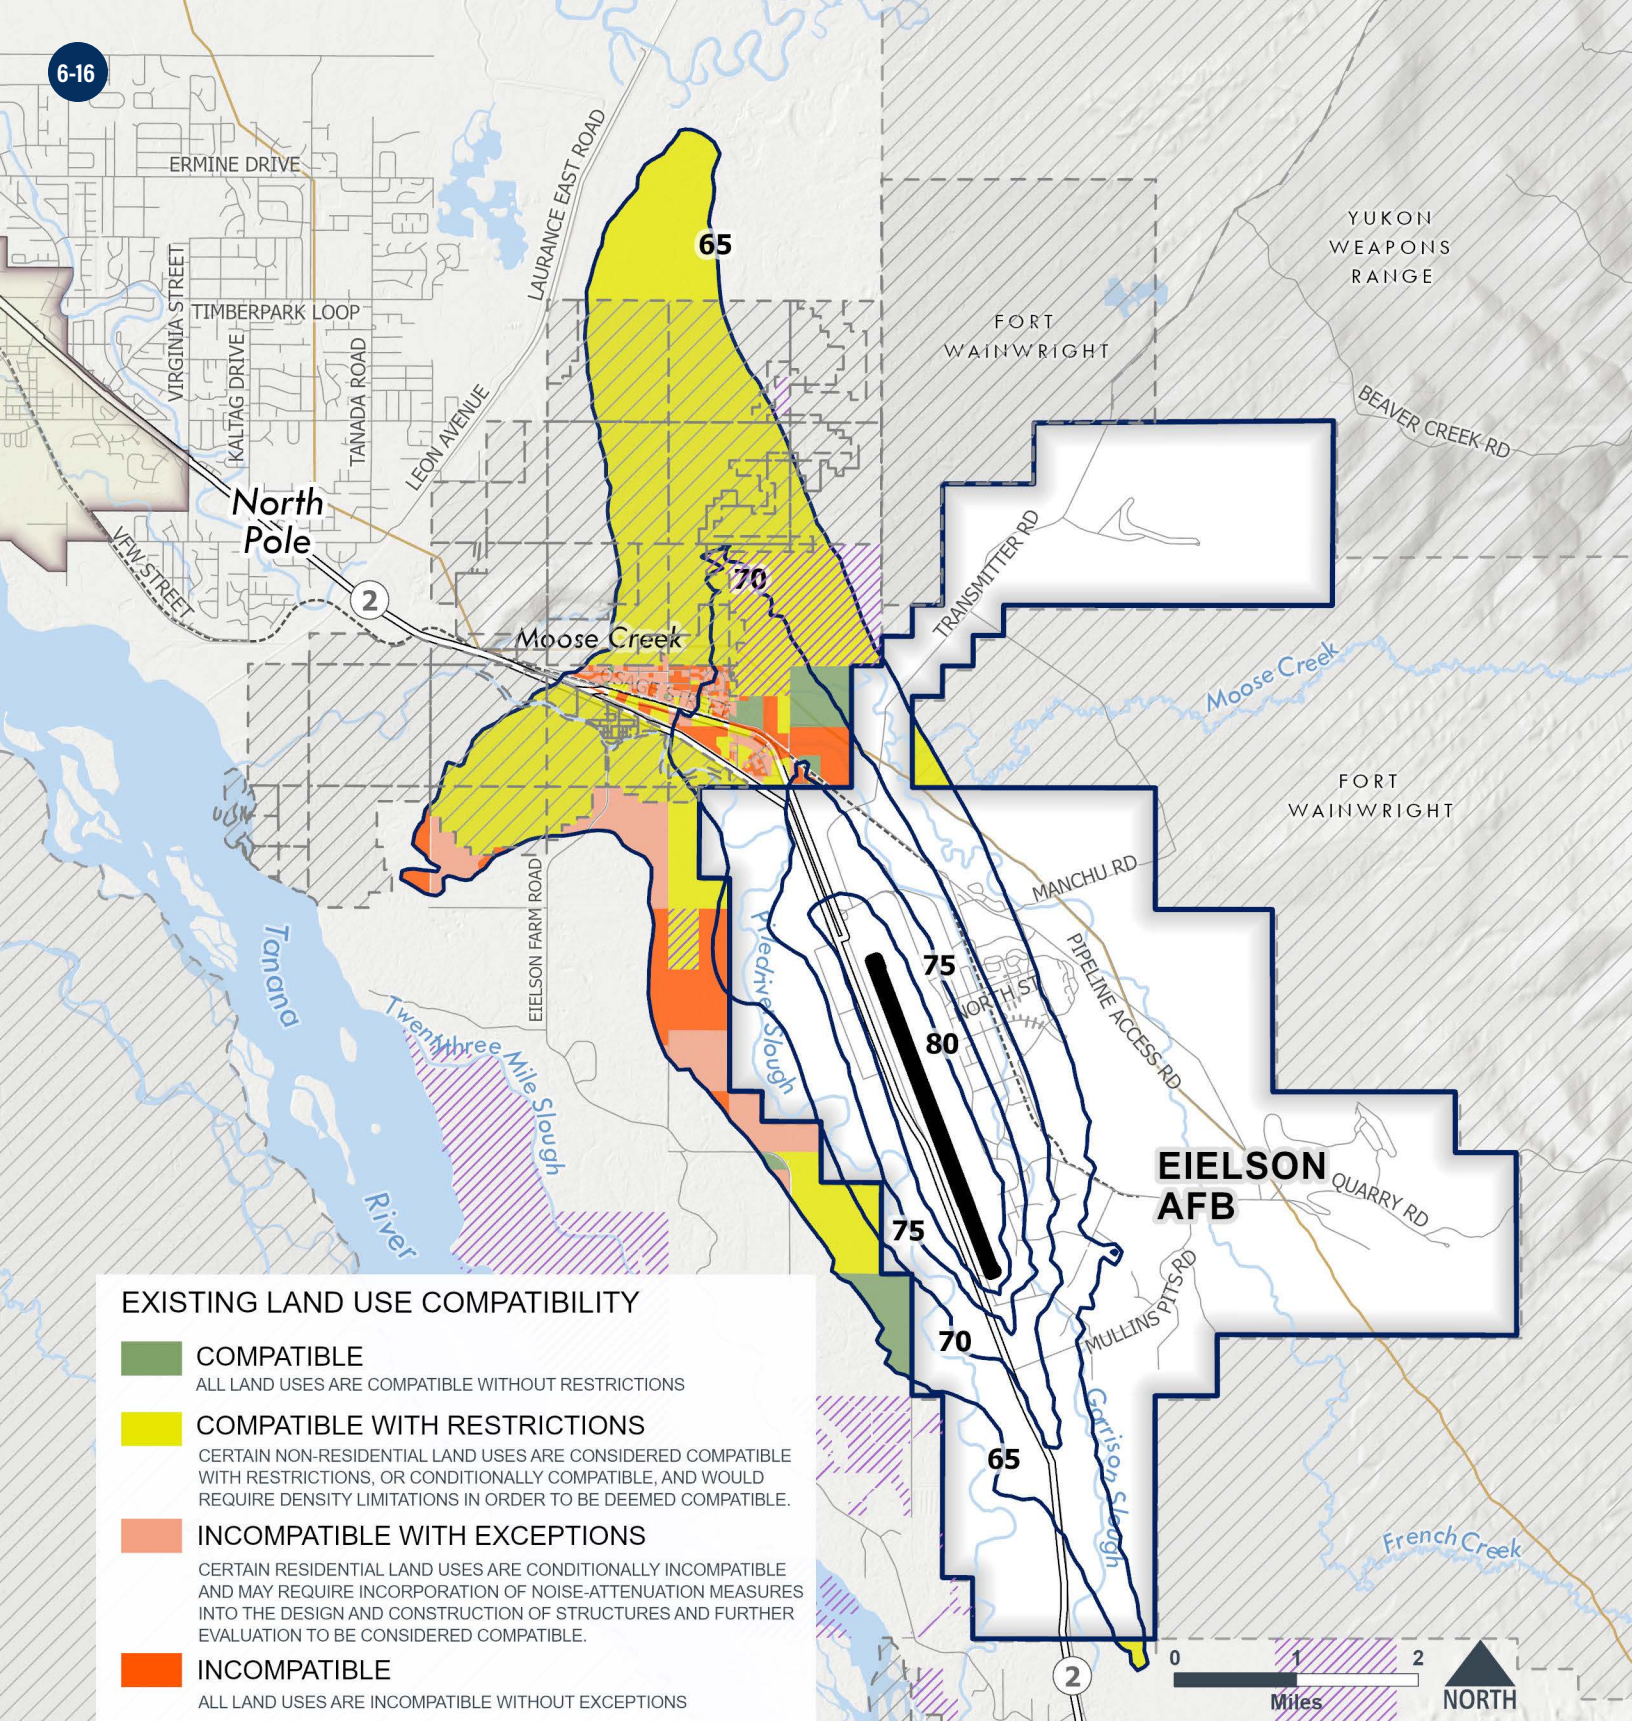 6-16
ERMINE DRIVE
LAURANCE EAST ROAD
VIRGINIA STREET
TIMBERPARK LOOP
KALTAG DRIVE
TANADA ROAD
LEON AVENUE
65
YUKON
WEAPONS
RANGE
FORT
WAINWRIGHT
BEAVER CREEK RD
North
Pole
VFW STREET
2
70
TRANSMITTER RD
Moose Creek
Moose Creek
FORT
WAINWRIGHT
MANCHU RD
EIELSON FARM ROAD
Piledriver Slough
Tanana
River
Twentythree Mile Slough
75
NORTH ST
80
PIPELINE ACCESS RD
EIELSON
AFB
QUARRY RD
75
MULLINS PITS RD
70
65
Garrison Slough
French Creek
EXISTING LAND USE COMPATIBILITY
COMPATIBLE
ALL LAND USES ARE COMPATIBLE WITHOUT RESTRICTIONS
COMPATIBLE WITH RESTRICTIONS
CERTAIN NON-RESIDENTIAL LAND USES ARE CONSIDERED COMPATIBLE
WITH RESTRICTIONS, OR CONDITIONALLY COMPATIBLE, AND WOULD
REQUIRE DENSITY LIMITATIONS IN ORDER TO BE DEEMED COMPATIBLE.
INCOMPATIBLE WITH EXCEPTIONS
CERTAIN RESIDENTIAL LAND USES ARE CONDITIONALLY INCOMPATIBLE
AND MAY REQUIRE INCORPORATION OF NOISE-ATTENUATION MEASURES
INTO THE DESIGN AND CONSTRUCTION OF STRUCTURES AND FURTHER
EVALUATION TO BE CONSIDERED COMPATIBLE.
INCOMPATIBLE
ALL LAND USES ARE INCOMPATIBLE WITHOUT EXCEPTIONS
2
0 1 2
Miles
NORTH